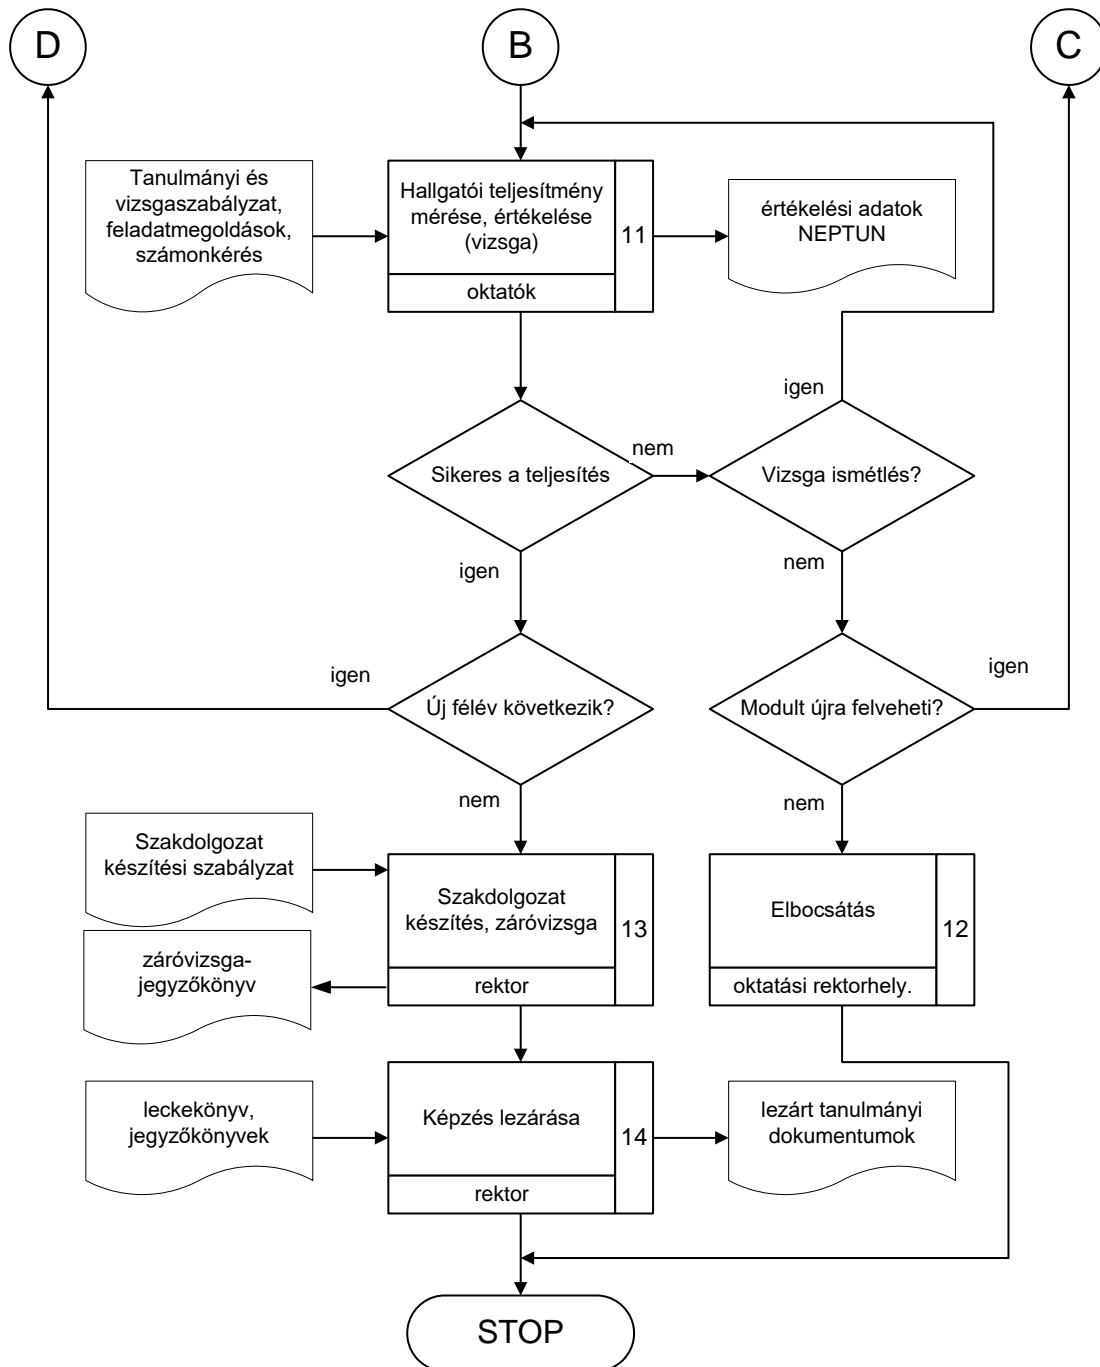 D
B
C
Tanulmányi és
vizsgaszabályzat,
feladatmegoldások,
számonkérés
Hallgatói teljesítmény
mérése, értékelése
(vizsga)
11
oktatók
értékelési adatok
NEPTUN
igen
Sikeres a teljesítés
nem
Vizsga ismétlés?
igen
nem
igen
Új félév következik?
Modult újra felveheti?
igen
nem
nem
Szakdolgozat
készítési szabályzat
Szakdolgozat
készítés, záróvizsga
13
rektor
Elbocsátás
12
oktatási rektorhely.
záróvizsga-
jegyzőkönyv
leckekönyv,
jegyzőkönyvek
Képzés lezárása
14
rektor
lezárt tanulmányi
dokumentumok
STOP